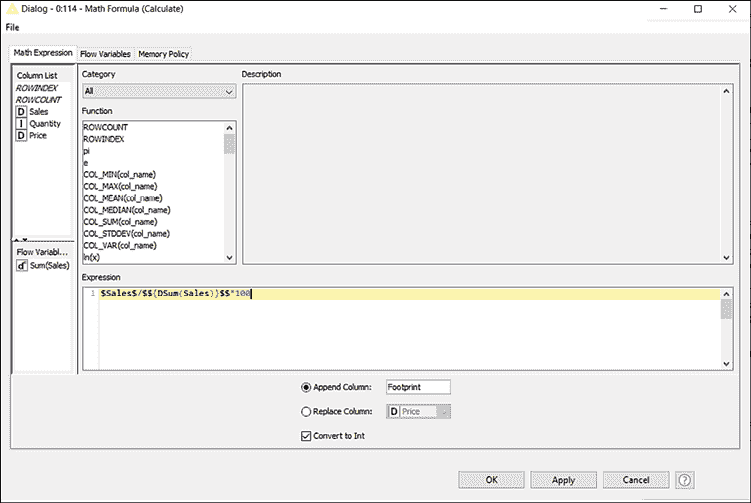 Dialog - 0:114 - Math Formula (Calculate)
File
Math Expression Flow Variables Memory Policy
Column List
ROWINDEX
ROWCOUNT
D Sales
I Quantity
D Price
Flow Variabl...
d Sum(Sales)
Category
All
Function
ROWCOUNT
ROWINDEX
pi
e
COL_MIN(col_name)
COL_MAX(col_name)
COL_MEAN(col_name)
COL_MEDIAN(col_name)
COL_SUM(col_name)
COL_STDDEV(col_name)
COL_VAR(col_name)
ln(x)
Description
Expression
1 $Sales$/$${DSum(Sales)}$$*100
Append Column: Footprint
Replace Column: D Price
Convert to Int
OK Apply Cancel ?